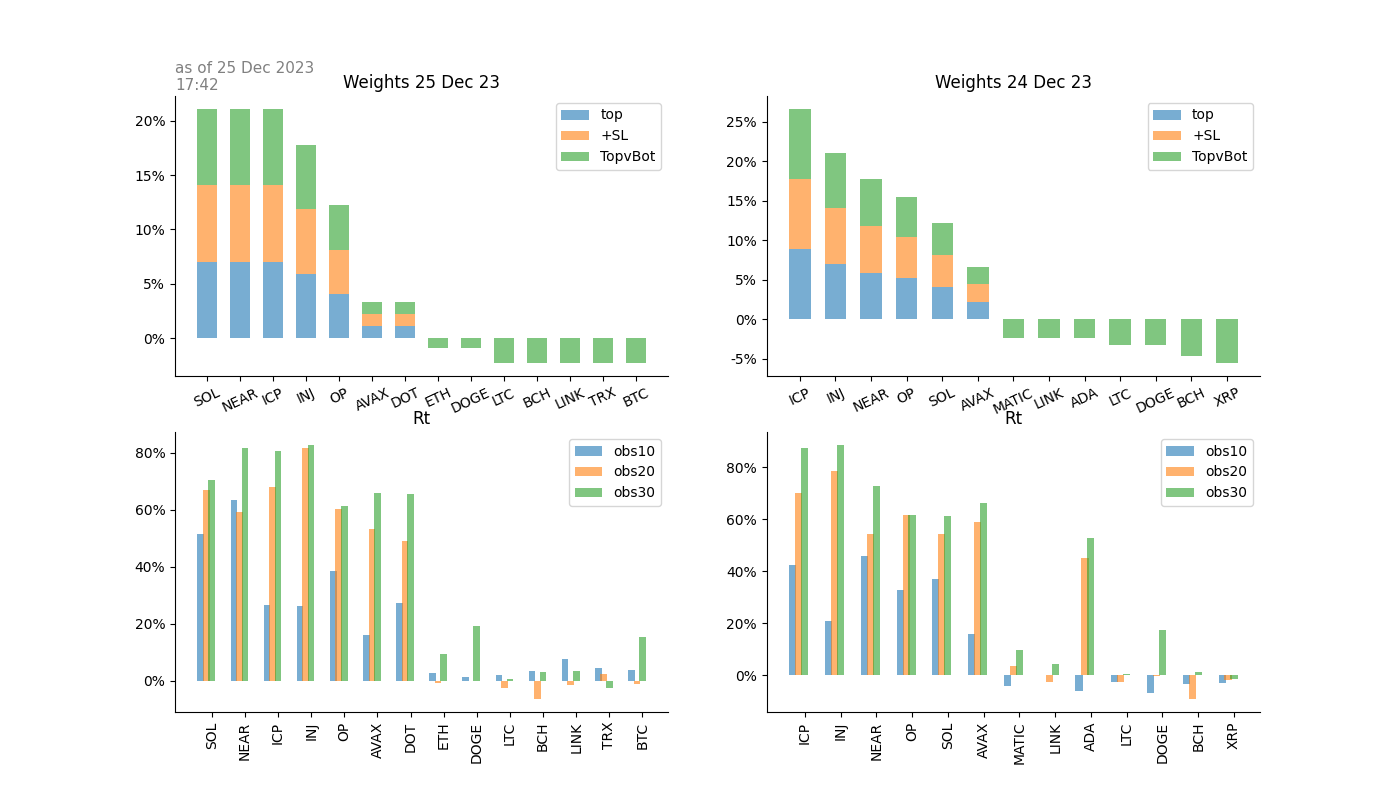 as of 25 Dec 2023
17:42
Weights 25 Dec 23
20%
15%
10%
5%
0%
top
+SL
TopvBot
SOL NEAR ICP INJ OP AVAX DOT ETH DOGE LTC BCH LINK TRX BTC
Weights 24 Dec 23
25%
20%
15%
10%
5%
0%
-5%
top
+SL
TopvBot
ICP INJ NEAR OP SOL AVAX MATIC LINK ADA LTC DOGE BCH XRP
Rt
80%
60%
40%
20%
0%
obs10
obs20
obs30
SOL NEAR ICP INJ OP AVAX DOT ETH DOGE LTC BCH LINK TRX BTC
Rt
80%
60%
40%
20%
0%
obs10
obs20
obs30
ICP INJ NEAR OP SOL AVAX MATIC LINK ADA LTC DOGE BCH XRP